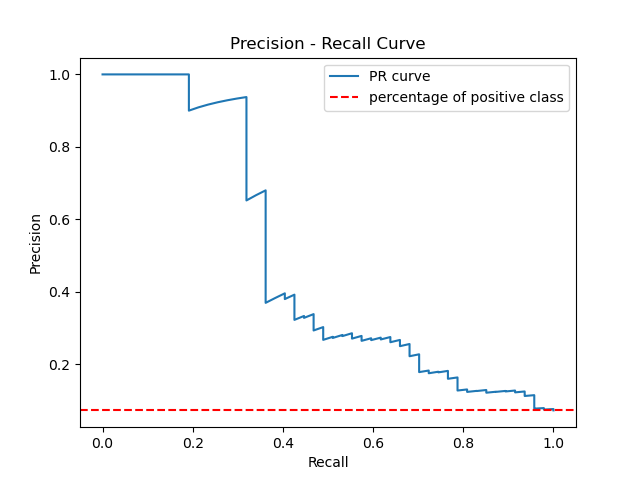 Precision - Recall Curve
PR curve
percentage of positive class
1.0
0.8
0.6
0.4
0.2
Precision
0.0
0.2
0.4
0.6
0.8
1.0
Recall